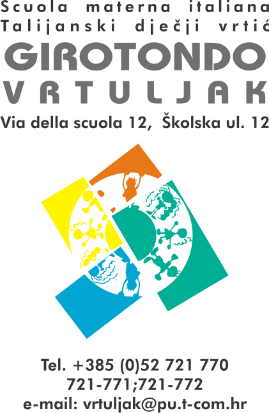 Scuola materna italiana
Talijanski dječji vrtić
GIROTONDO
VRTULJAK
Via della scuola 12, Školska ul. 12
Tel. +385 (0)52 721 770
721-771;721-772
e-mail: vrtuljak@pu.t-com.hr